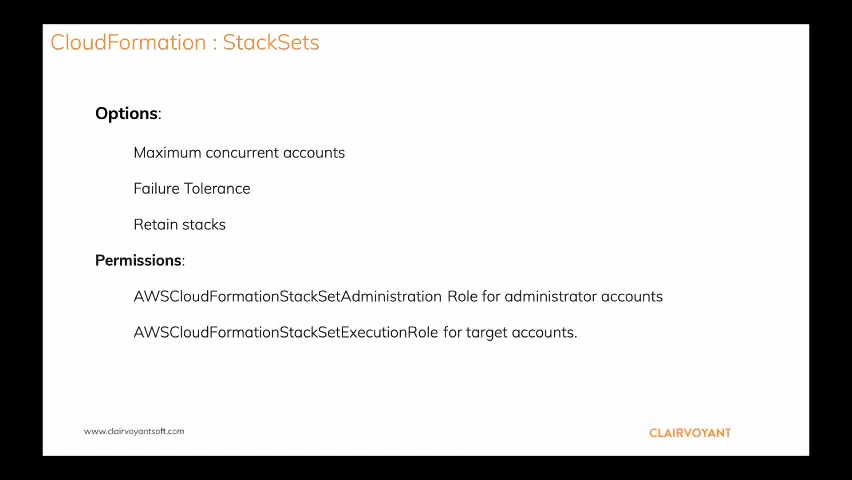 CloudFormation : StackSets
Options:
Maximum concurrent accounts
Failure Tolerance
Retain stacks
Permissions:
AWSCloudFormationStackSetAdministration Role for administrator accounts
AWSCloudFormationStackSetExecutionRole for target accounts.
www.clairvoyantsoft.com
CLAIRVOYANT